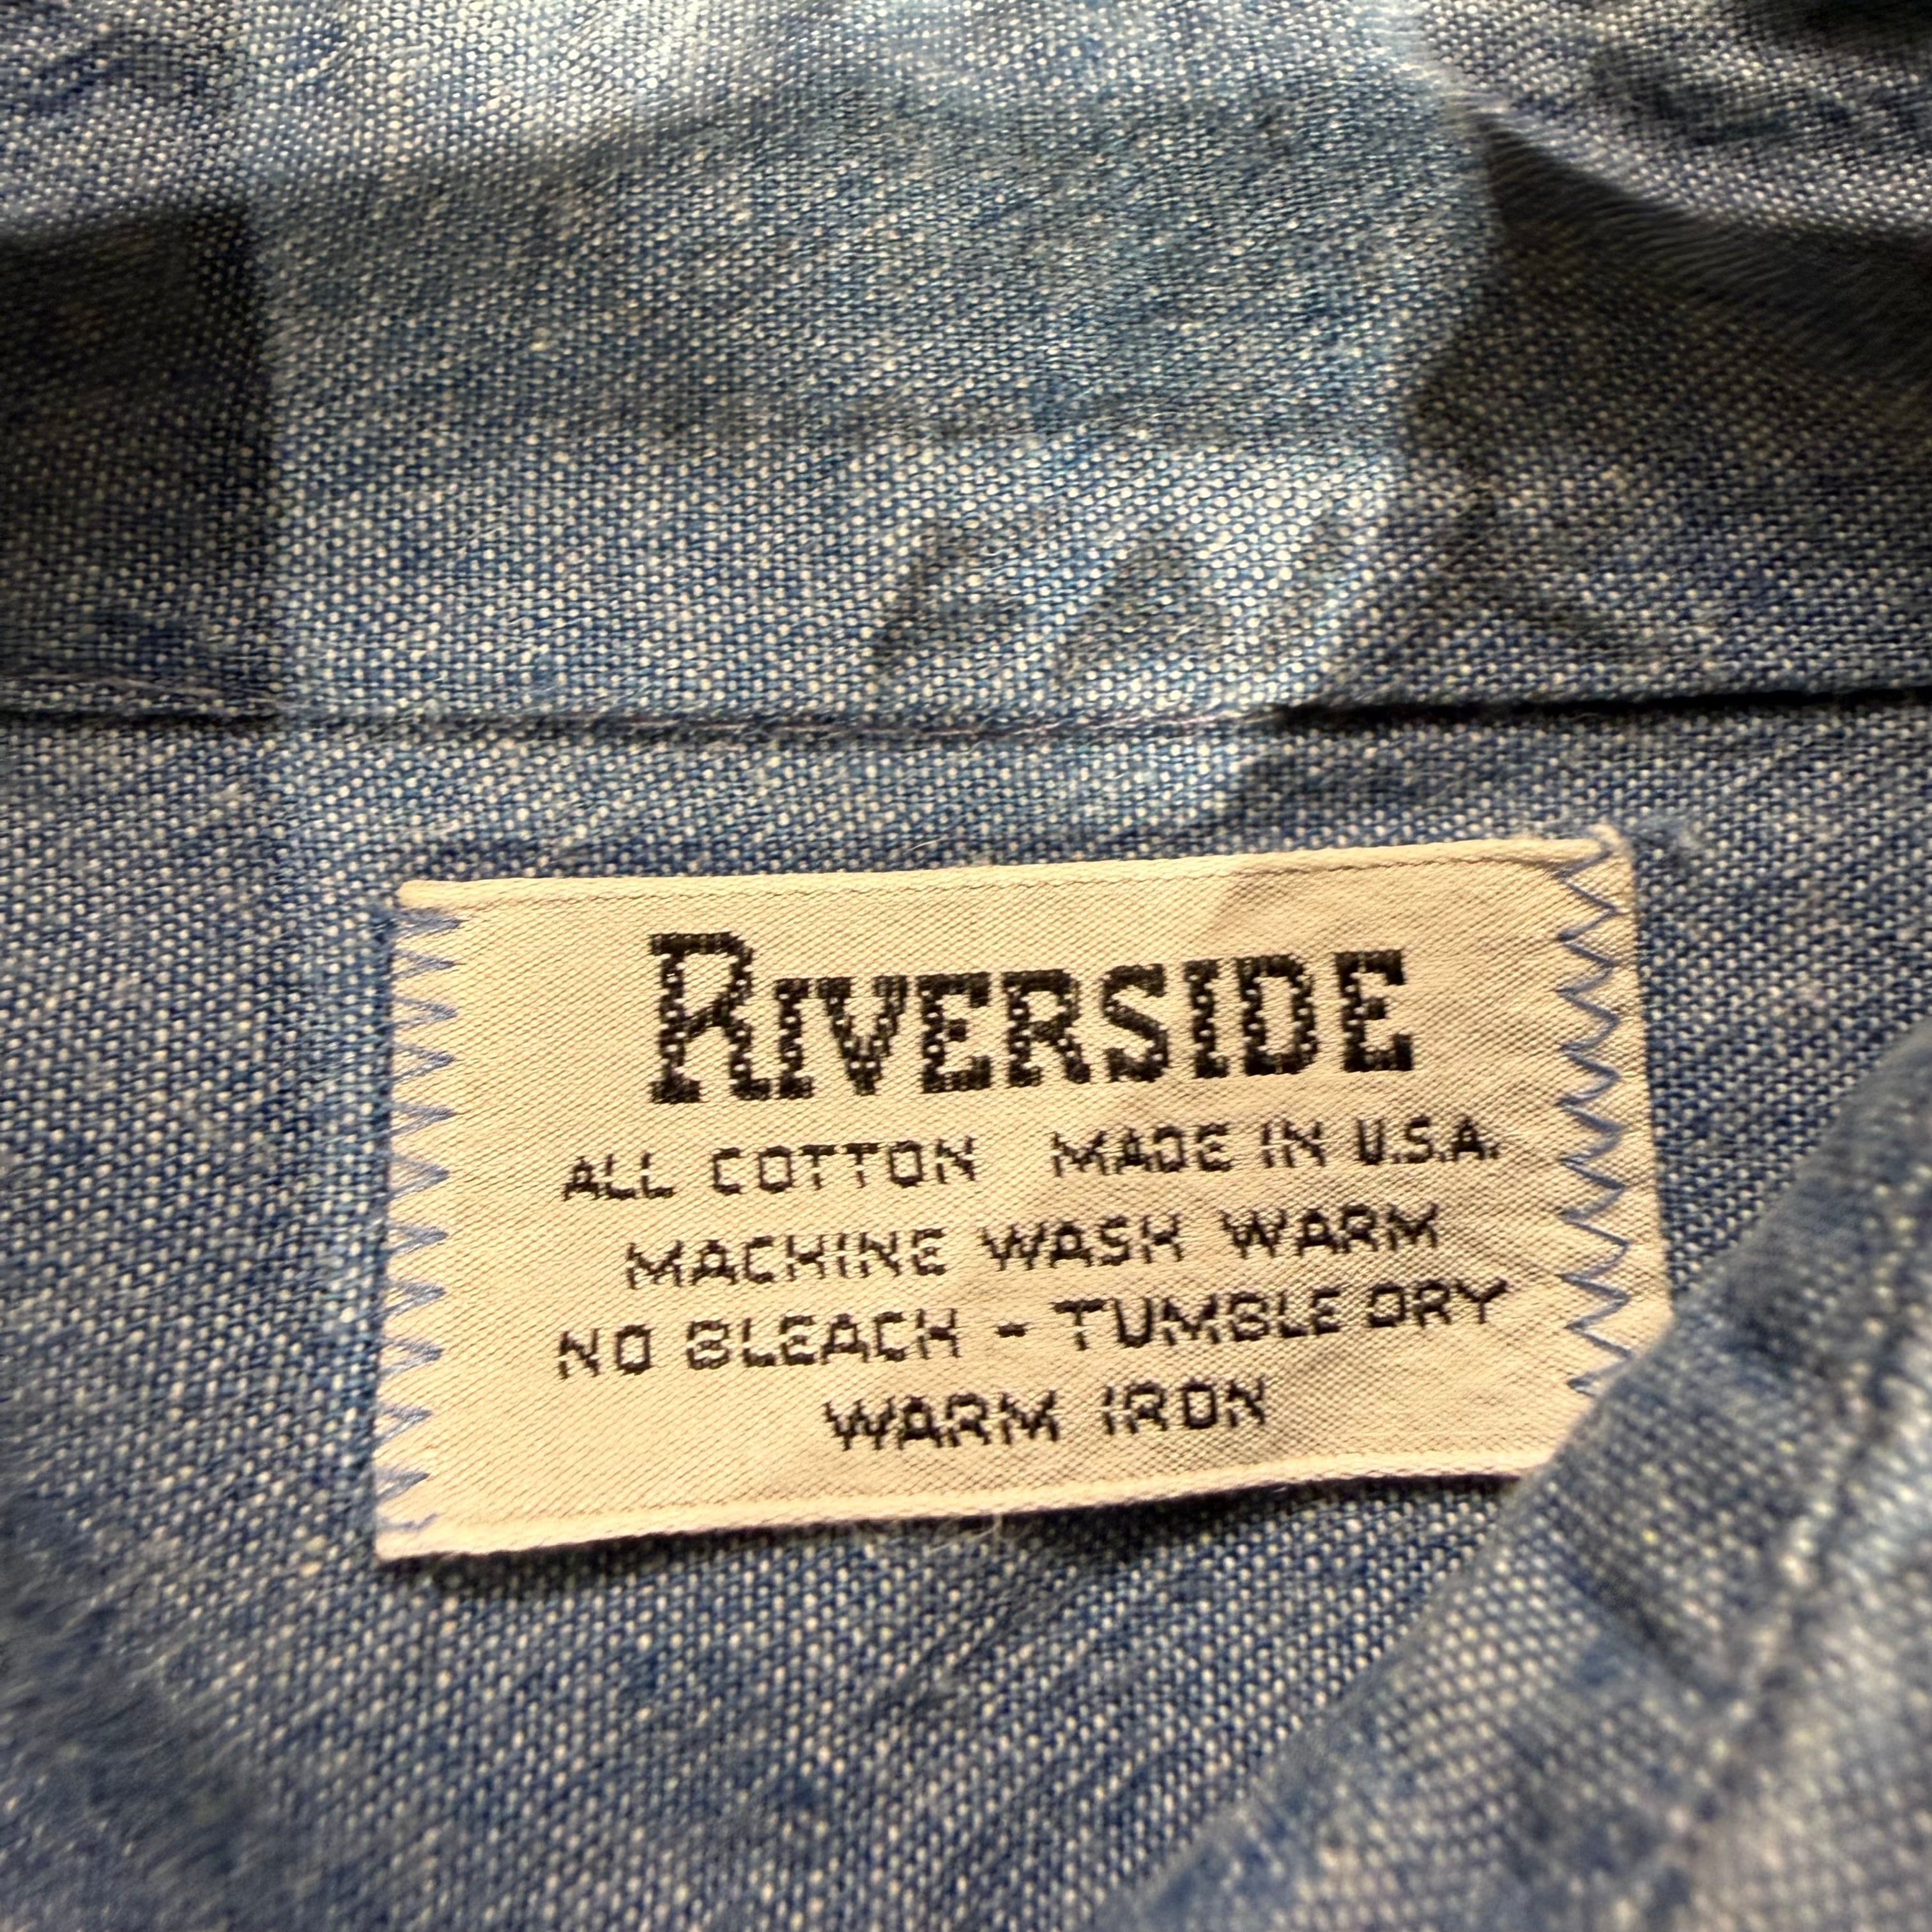 RIVERSIDE
ALL COTTON MADE IN U.S.A.
MACHINE WASH WARM
NO BLEACH - TUMBLE DRY
WARM IRON